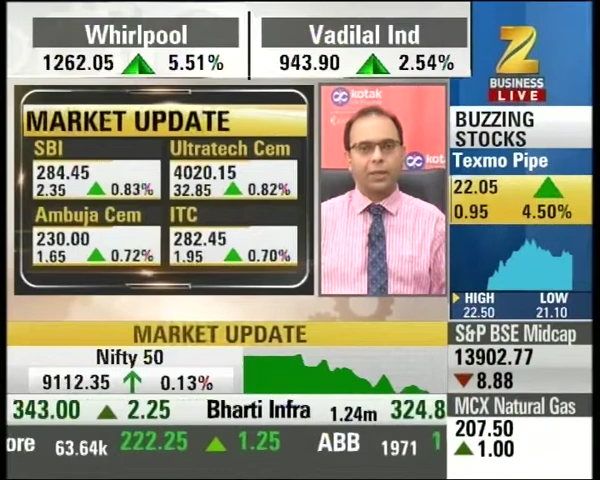 Whirlpool
1262.05 5.51%
Vadilal Ind
943.90 2.54%
Z
BUSINESS
LIVE
MARKET UPDATE
SBI
284.45
2.35 0.83%
Ultratech Cem
4020.15
32.85 0.82%
Ambuja Cem
230.00
1.65 0.72%
ITC
282.45
1.95 0.70%
kotak
kota
BUZZING
STOCKS
Texmo Pipe
22.05
0.95 4.50%
HIGH LOW
22.50 21.10
MARKET UPDATE
Nifty 50
9112.35 0.13%
S&P BSE Midcap
13902.77
8.88
MCX Natural Gas
207.50
1.00
343.00 2.25 Bharti Infra 1.24m 324.8
ore 63.64k 222.25 1.25 ABB 1971 1